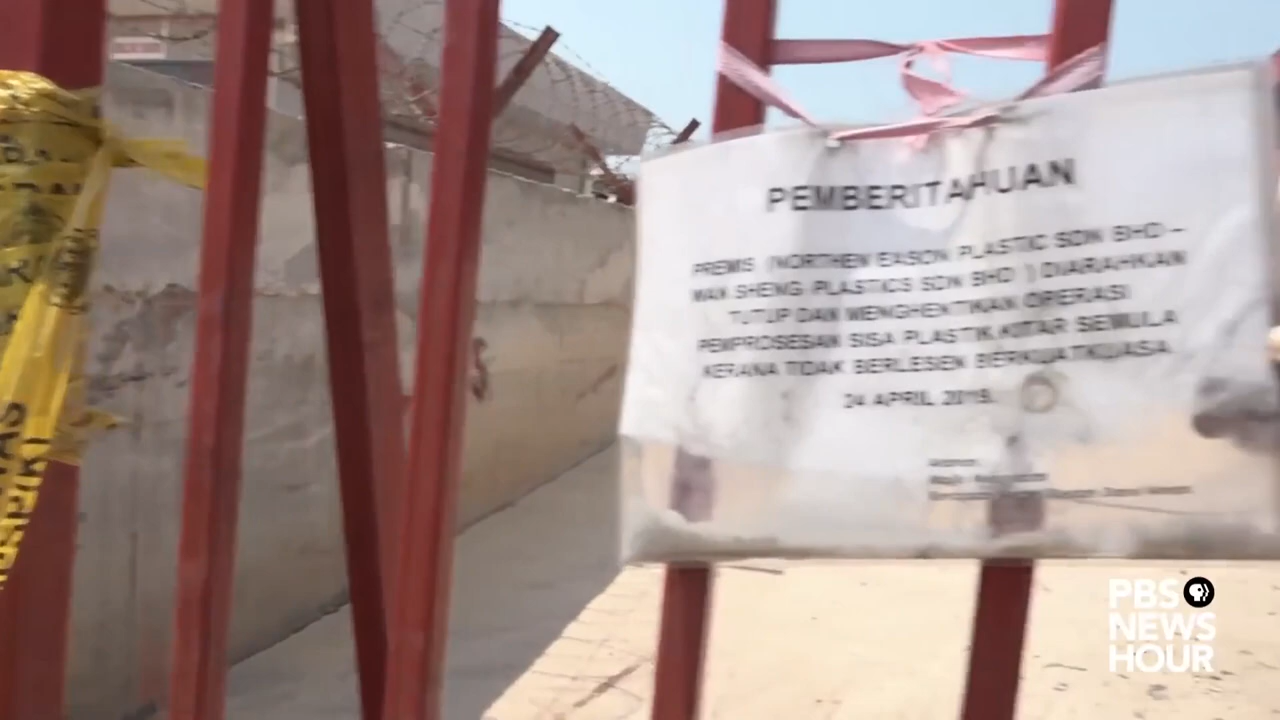 PEMBERITAHUAN
PREMIS (NORTHEN EASON PLASTIC SDN BHD –
WAN SHENG PLASTICS SDN BHD ) DIARAHKAN
TUTUP DAN MENGHENTIKAN OPERASI
PEMPROSESAN SISA PLASTIK KITAR SEMULA
KERANA TIDAK BERLESEN BERKUATKUASA
24 APRIL 2019.
PBS
NEWS
HOUR